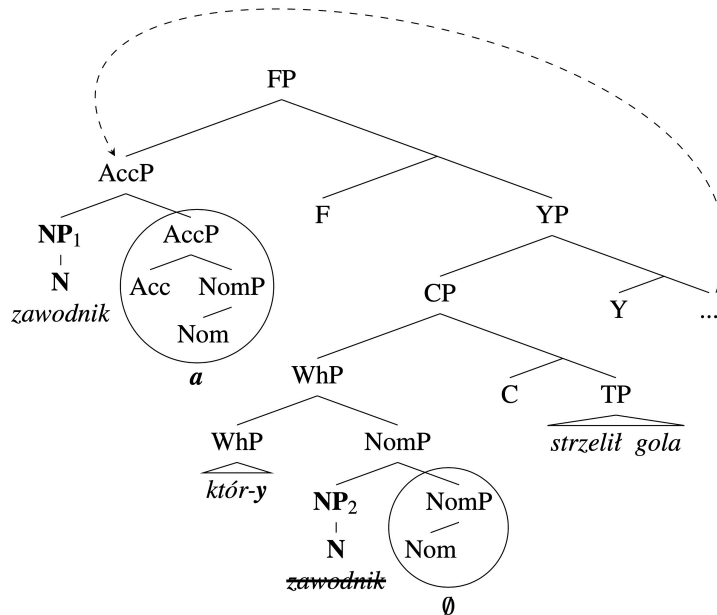 FP
AccP
NP1 AccP F YP
N Acc NomP CP Y ...
zawodnik Nom
a WhP C TP
WhP NomP strzelił gola
któr-y NP2 NomP
N Nom
zawodnik
∅